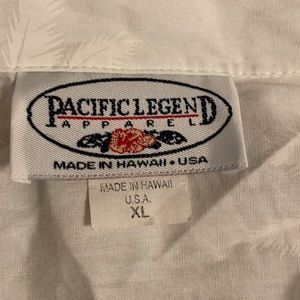 PACIFIC LEGEND
APPAREL
MADE IN HAWAII • USA
MADE IN HAWAII
U.S.A.
XL